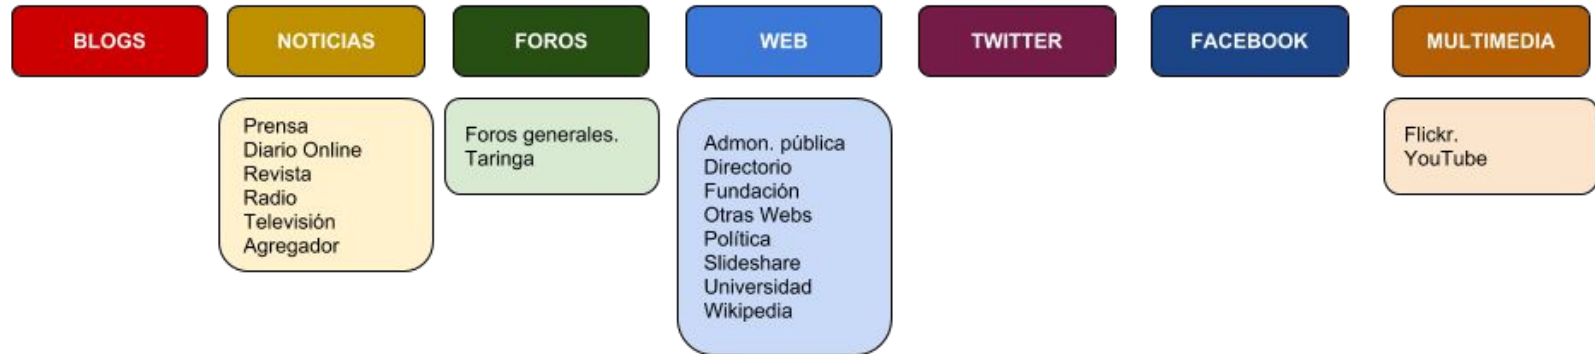 BLOGS
NOTICIAS
FOROS
WEB
TWITTER
FACEBOOK
MULTIMEDIA
Prensa
Diario Online
Revista
Radio
Televisión
Agregador
Foros generales.
Taringa
Admon. pública
Directorio
Fundación
Otras Webs
Política
Slideshare
Universidad
Wikipedia
Flickr.
YouTube